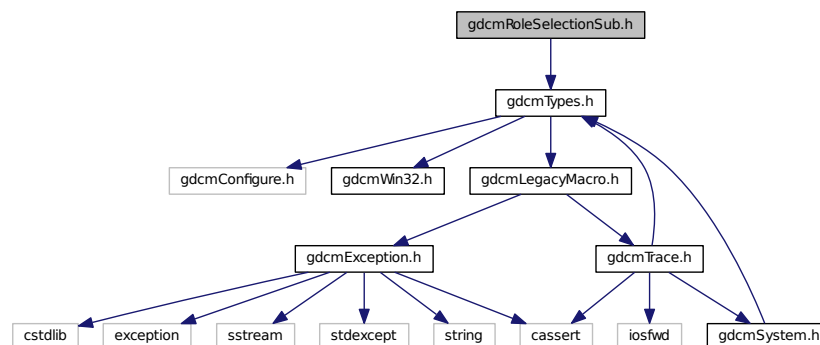 gdcmRoleSelectionSub.h
gdcmTypes.h
gdcmConfigure.h
gdcmWin32.h
gdcmLegacyMacro.h
gdcmException.h
gdcmTrace.h
cstdlib
exception
sstream
stdexcept
string
cassert
iosfwd
gdcmSystem.h